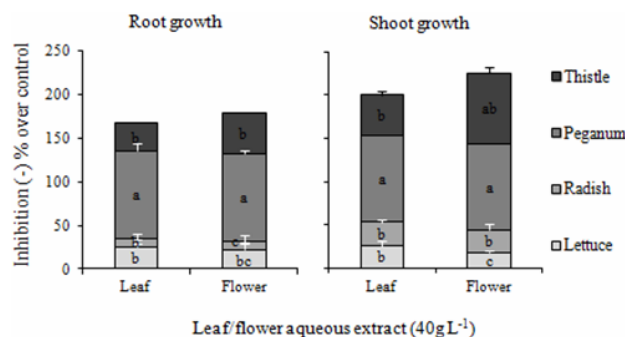 Root growth
Shoot growth
Inhibition (-) % over control
250
200
150
100
50
0
b
a
b
b
b
a
c
bc
b
a
b
b
ab
a
b
c
Leaf
Flower
Leaf
Flower
Thistle
Peganum
Radish
Lettuce
Leaf/flower aqueous extract (40g L-1)